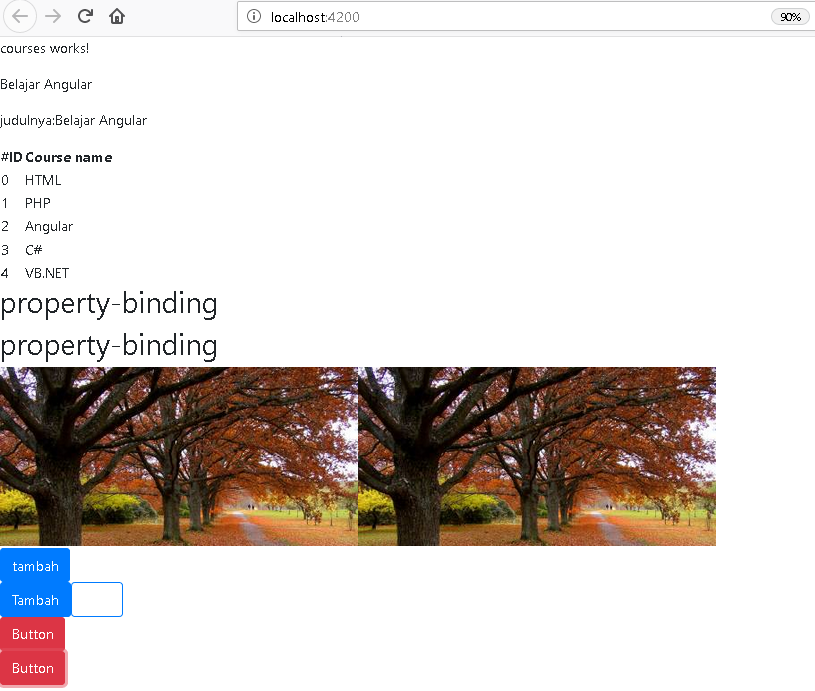 localhost:4200 90%
courses works!
Belajar Angular
judulnya:Belajar Angular
#ID Course name
0 HTML
1 PHP
2 Angular
3 C#
4 VB.NET
property-binding
property-binding
tambah
Tambah
Button
Button